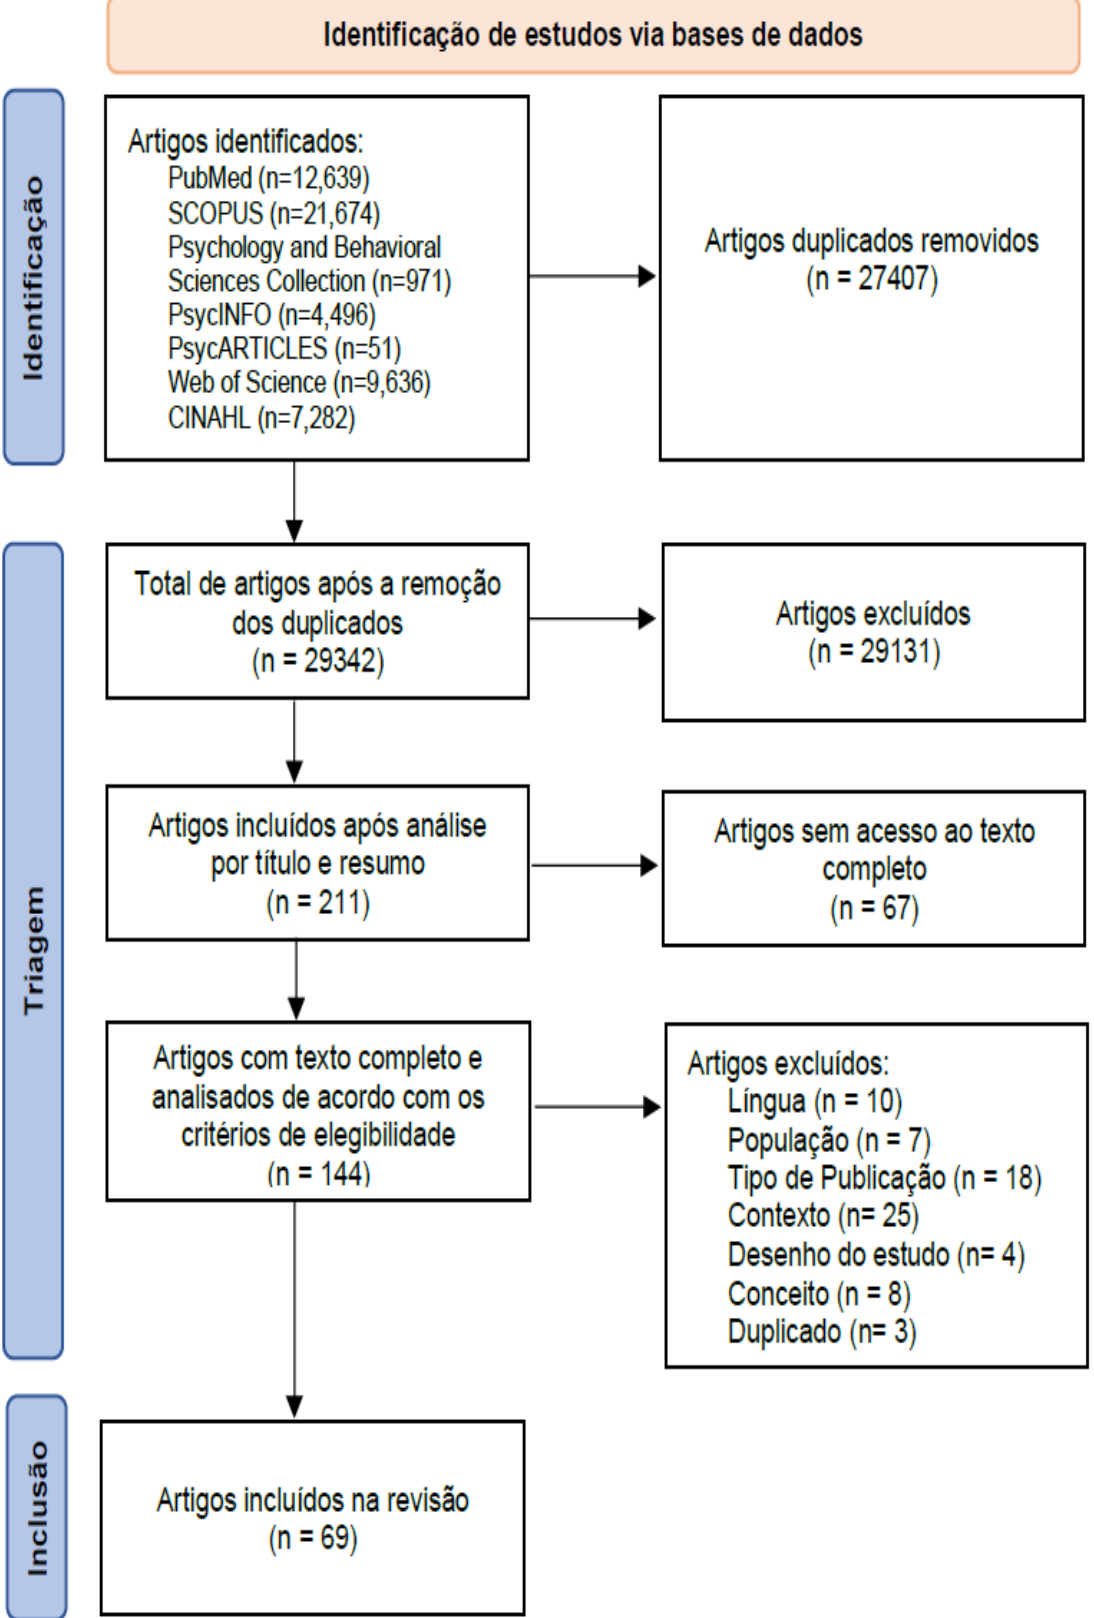 Identificação de estudos via bases de dados
Identificação
Artigos identificados:
PubMed (n=12,639)
SCOPUS (n=21,674)
Psychology and Behavioral
Sciences Collection (n=971)
PsycINFO (n=4,496)
PsycARTICLES (n=51)
Web of Science (n=9,636)
CINAHL (n=7,282)
Artigos duplicados removidos
(n = 27407)
Triagem
Total de artigos após a remoção
dos duplicados
(n = 29342)
Artigos excluídos
(n = 29131)
Artigos incluídos após análise
por título e resumo
(n = 211)
Artigos sem acesso ao texto
completo
(n = 67)
Artigos com texto completo e
analisados de acordo com os
critérios de elegibilidade
(n = 144)
Artigos excluídos:
Língua (n = 10)
População (n = 7)
Tipo de Publicação (n = 18)
Contexto (n= 25)
Desenho do estudo (n= 4)
Conceito (n = 8)
Duplicado (n= 3)
Inclusão
Artigos incluídos na revisão
(n = 69)